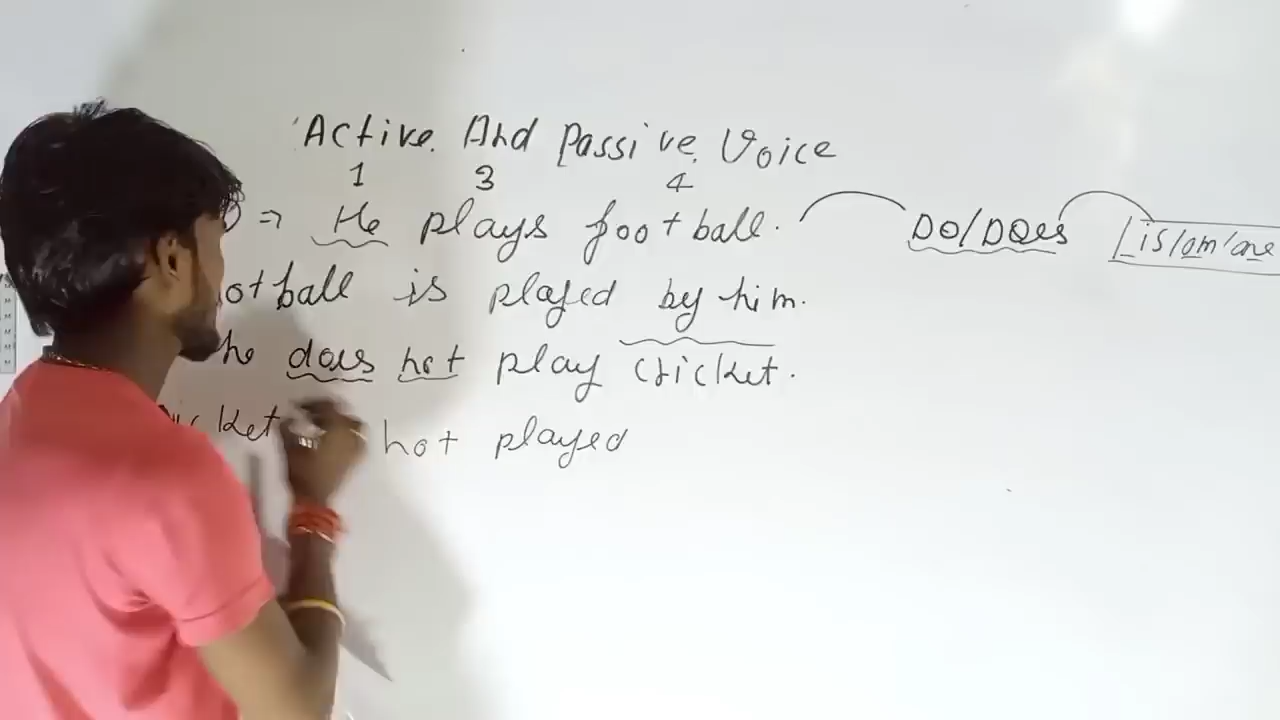 Active And Passive Voice
1 3 4
⇒ He plays football. DO/DOes is/am/are
otball is played by him.
he does not play cricket.
cket not played